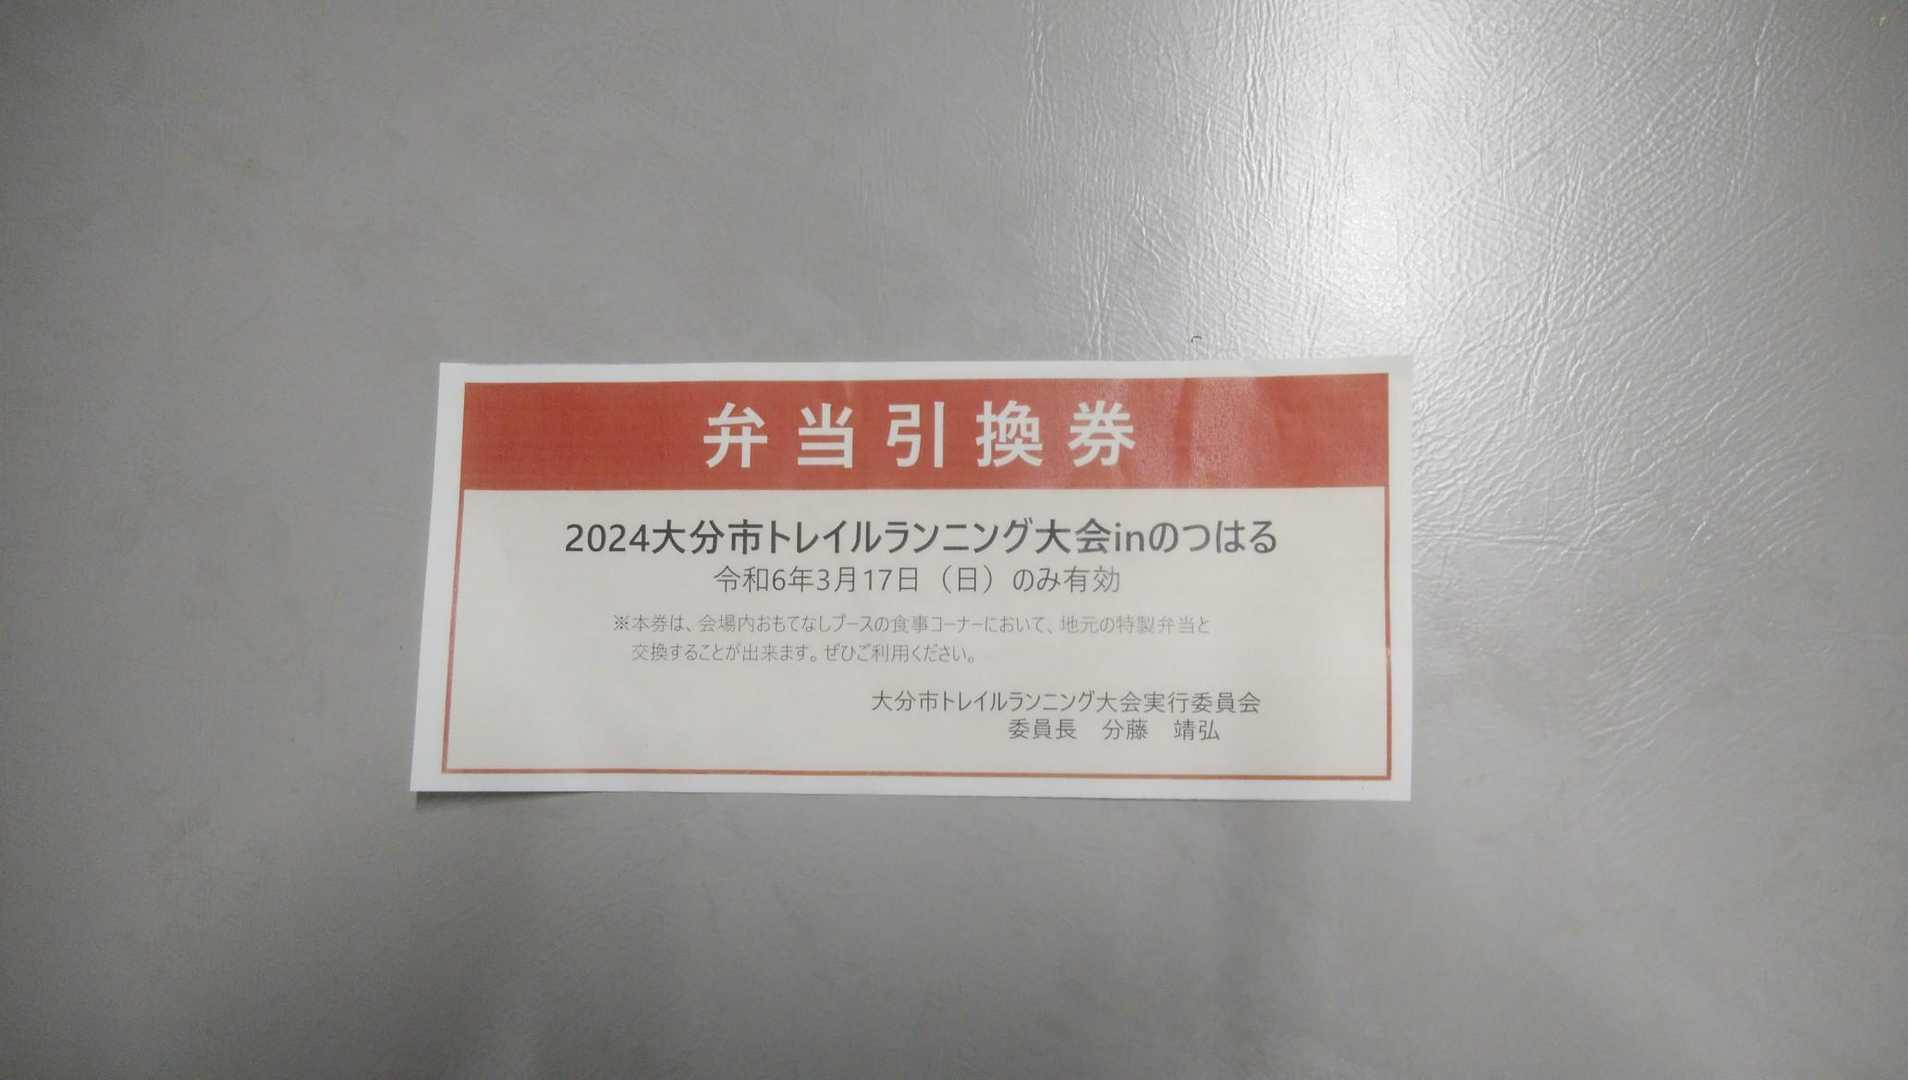 弁当引換券
2024大分市トレイルランニング大会inのつはる
令和6年3月17日（日）のみ有効
※本券は、会場内おもてなしブースの食事コーナーにおいて、地元の特製弁当と
交換することが出来ます。ぜひご利用ください。
大分市トレイルランニング大会実行委員会
委員長　分藤　靖弘